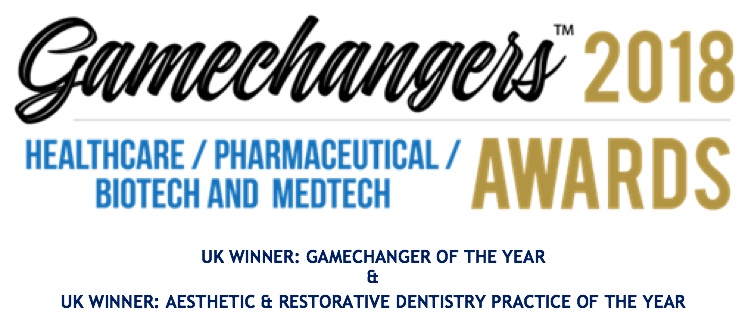 Gamechangers™ 2018
HEALTHCARE / PHARMACEUTICAL /
BIOTECH AND MEDTECH
AWARDS
UK WINNER: GAMECHANGER OF THE YEAR
&
UK WINNER: AESTHETIC & RESTORATIVE DENTISTRY PRACTICE OF THE YEAR